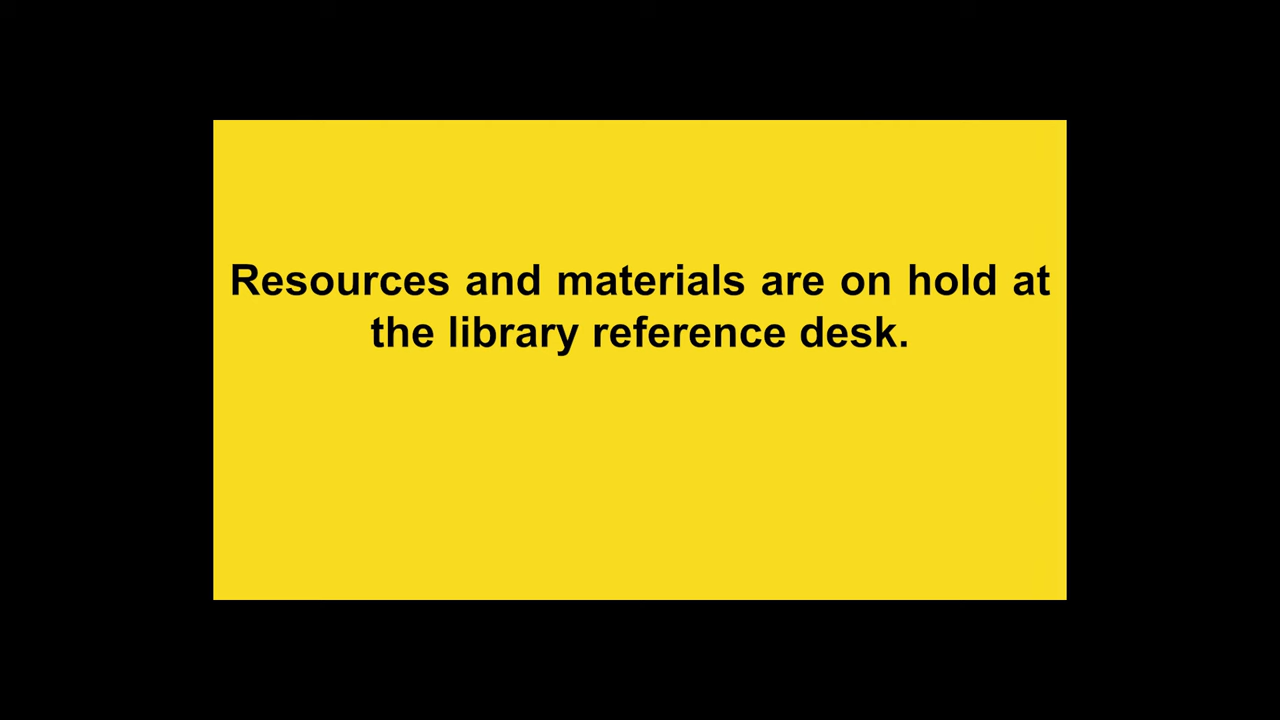 Resources and materials are on hold at
the library reference desk.